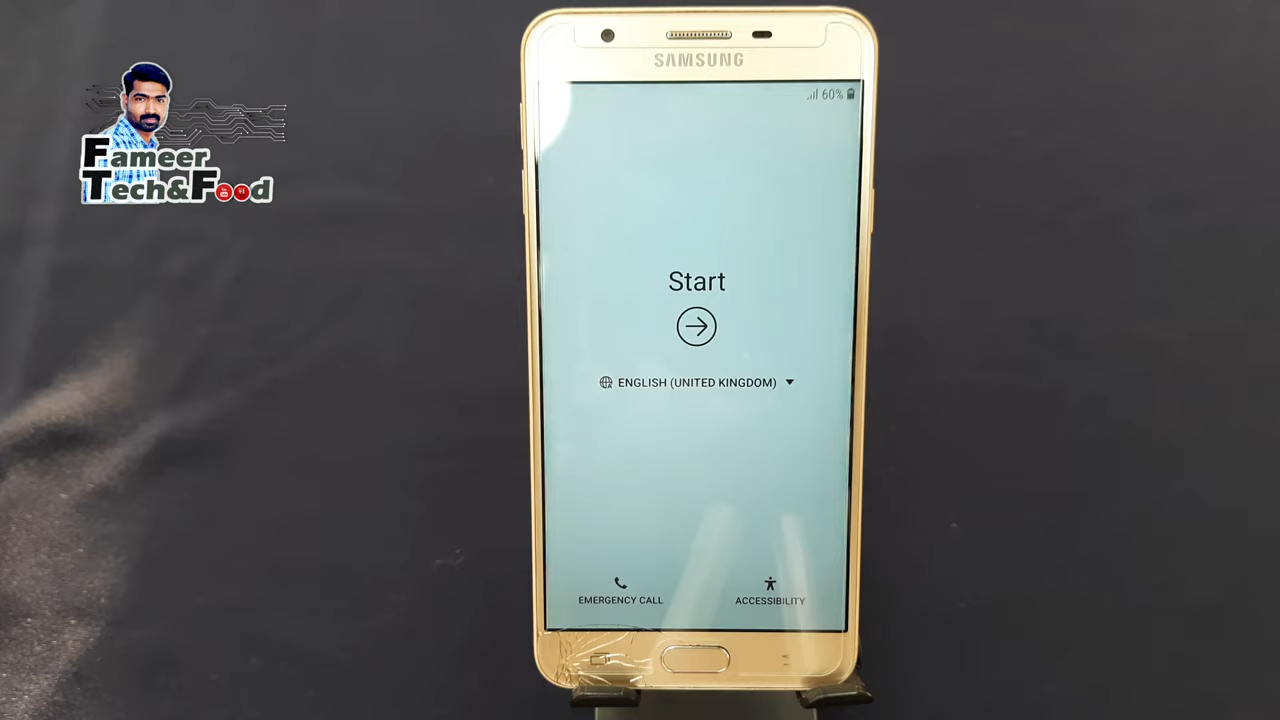 Fameer
Tech&Food
SAMSUNG
60%
Start
ENGLISH (UNITED KINGDOM)
EMERGENCY CALL
ACCESSIBILITY